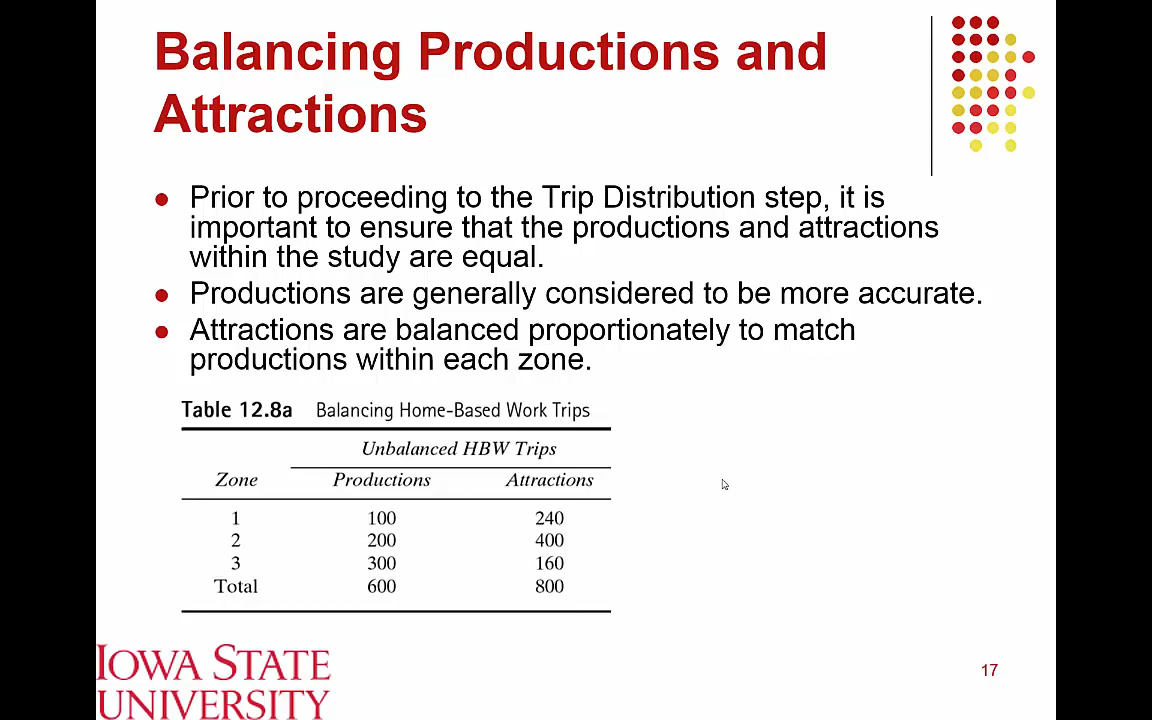 Balancing Productions and
Attractions
Prior to proceeding to the Trip Distribution step, it is
important to ensure that the productions and attractions
within the study are equal.
Productions are generally considered to be more accurate.
Attractions are balanced proportionately to match
productions within each zone.
Table 12.8a Balancing Home-Based Work Trips
Unbalanced HBW Trips
Zone Productions Attractions
1 100 240
2 200 400
3 300 160
Total 600 800
IOWA STATE
UNIVERSITY
17